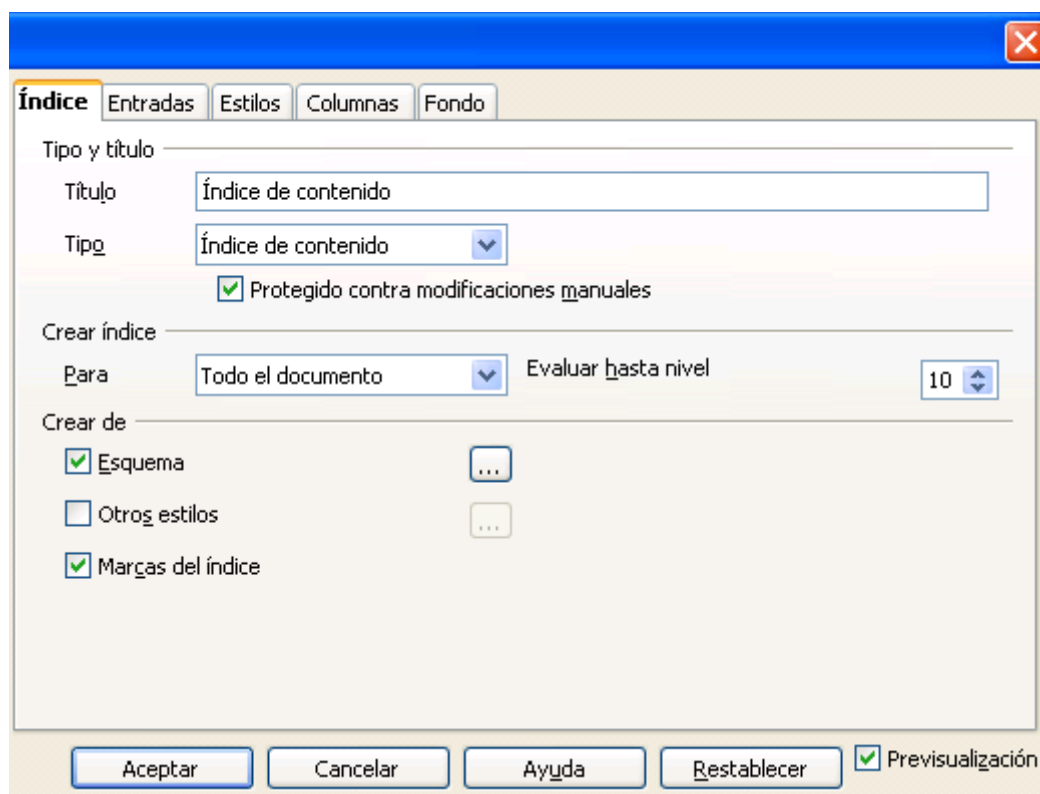 Índice Entradas Estilos Columnas Fondo
Tipo y título
Título Índice de contenido
Tipo Índice de contenido
Protegido contra modificaciones manuales
Crear índice
Para Todo el documento Evaluar hasta nivel 10
Crear de
Esquema ...
Otros estilos ...
Marcas del índice
Aceptar Cancelar Ayuda Restablecer Previsualización